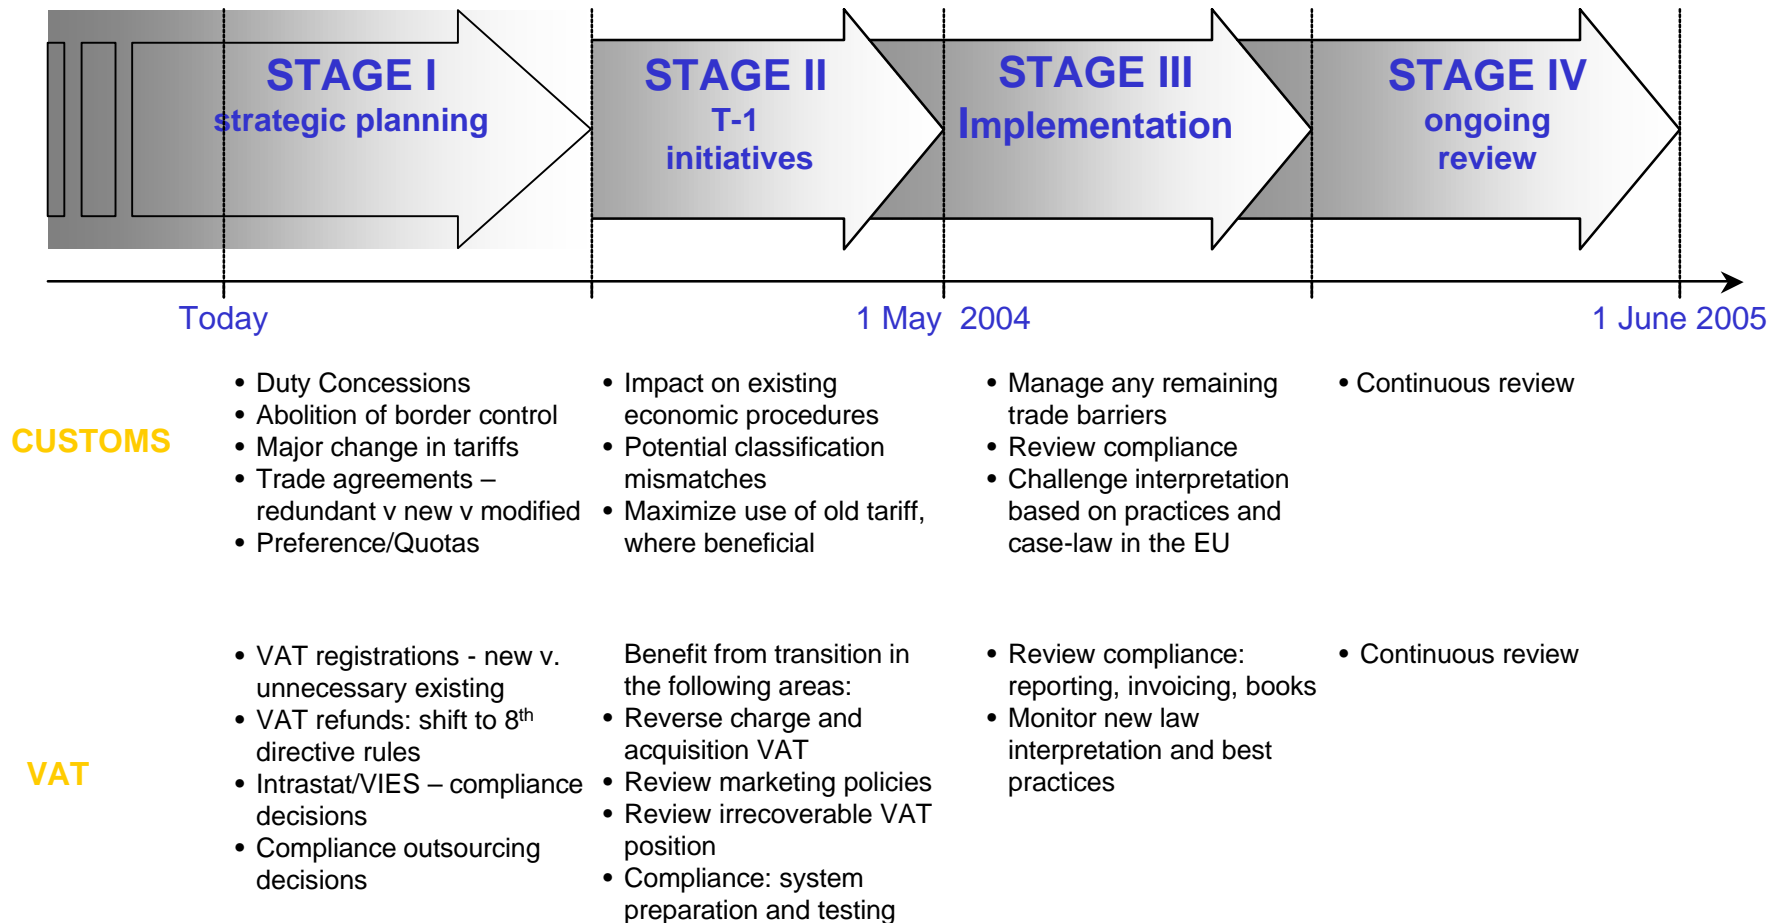 STAGE I
strategic planning
STAGE II
T-1
initiatives
STAGE III
Implementation
STAGE IV
ongoing
review
Today
1 May  2004
1 June 2005
CUSTOMS
• Duty Concessions
• Abolition of border control
• Major change in tariffs
• Trade agreements –
redundant v new v modified
• Preference/Quotas
• Impact on existing
economic procedures
• Potential classification
mismatches
• Maximize use of old tariff,
where beneficial
• Manage any remaining
trade barriers
• Review compliance
• Challenge interpretation
based on practices and
case-law in the EU
• Continuous review
VAT
• VAT registrations - new v.
unnecessary existing
• VAT refunds: shift to 8th
directive rules
• Intrastat/VIES – compliance
decisions
• Compliance outsourcing
decisions
Benefit from transition in
the following areas:
• Reverse charge and
acquisition VAT
• Review marketing policies
• Review irrecoverable VAT
position
• Compliance: system
preparation and testing
• Review compliance:
reporting, invoicing, books
• Monitor new law
interpretation and best
practices
• Continuous review